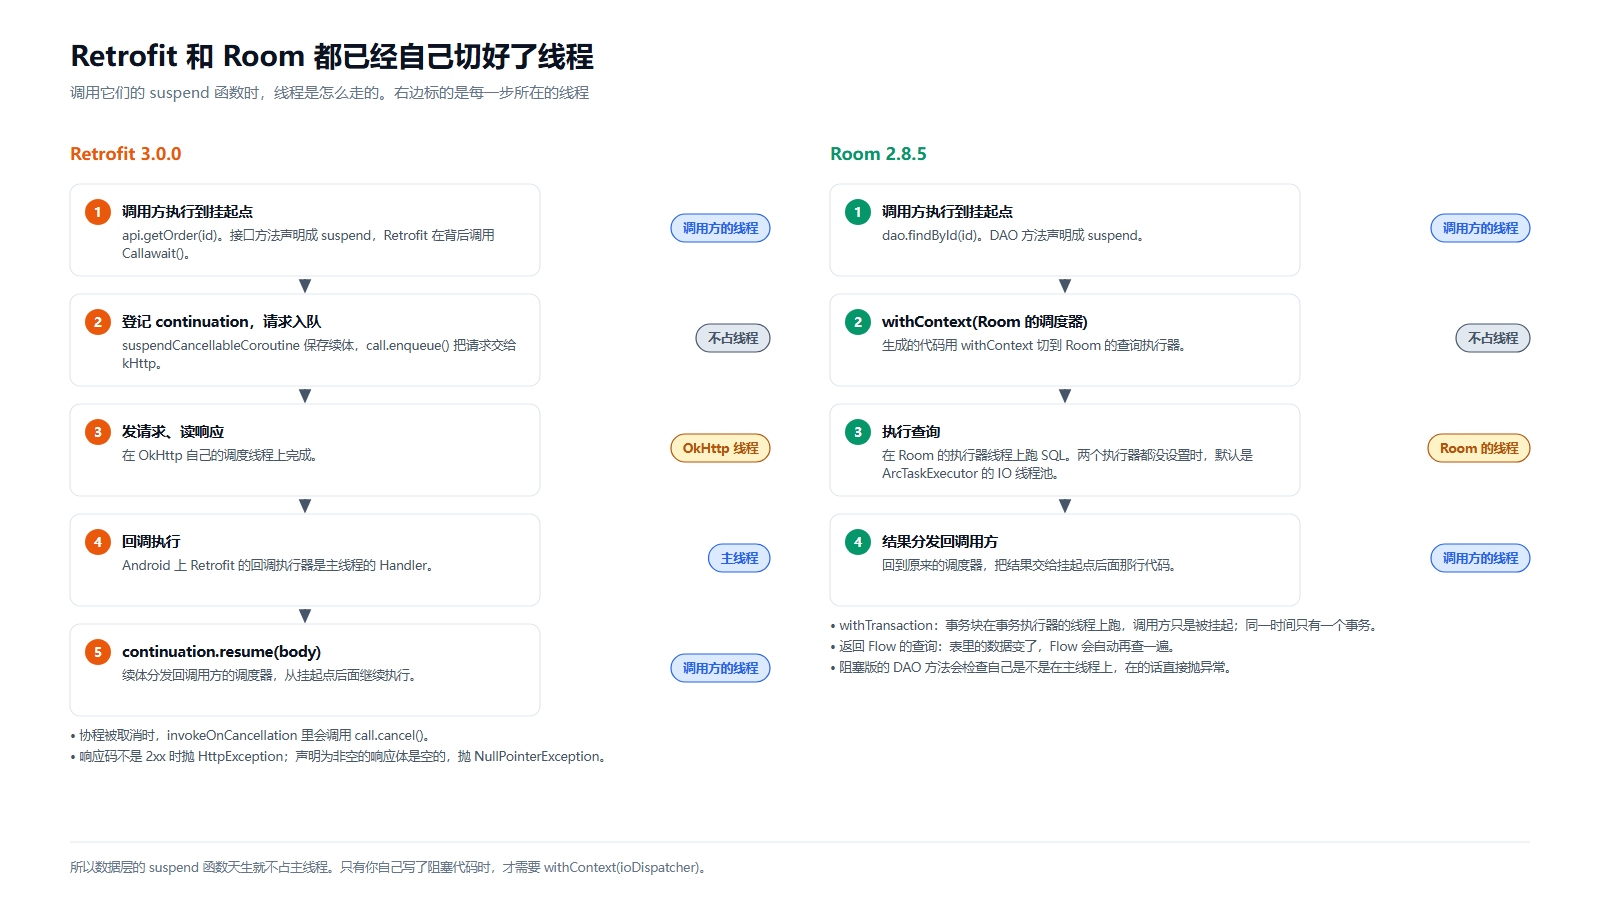 Retrofit 和 Room 都已经自己切好了线程
调用它们的 suspend 函数时，线程是怎么走的。右边标的是每一步所在的线程
Retrofit 3.0.0
1
调用方执行到挂起点
api.getOrder(id)。接口方法声明成 suspend，Retrofit 在背后调用
Callawait()。
调用方的线程
2
登记 continuation，请求入队
suspendCancellableCoroutine 保存续体，call.enqueue() 把请求交给
kHttp。
不占线程
3
发请求、读响应
在 OkHttp 自己的调度线程上完成。
OkHttp 线程
4
回调执行
Android 上 Retrofit 的回调执行器是主线程的 Handler。
主线程
5
continuation.resume(body)
续体分发回调用方的调度器，从挂起点后面继续执行。
调用方的线程
• 协程被取消时，invokeOnCancellation 里会调用 call.cancel()。
• 响应码不是 2xx 时抛 HttpException；声明为非空的响应体是空的，抛 NullPointerException。
Room 2.8.5
1
调用方执行到挂起点
dao.findById(id)。DAO 方法声明成 suspend。
调用方的线程
2
withContext(Room 的调度器)
生成的代码用 withContext 切到 Room 的查询执行器。
不占线程
3
执行查询
在 Room 的执行器线程上跑 SQL。两个执行器都没设置时，默认是
ArcTaskExecutor 的 IO 线程池。
Room 的线程
4
结果分发回调用方
回到原来的调度器，把结果交给挂起点后面那行代码。
调用方的线程
• withTransaction：事务块在事务执行器的线程上跑，调用方只是被挂起；同一时间只有一个事务。
• 返回 Flow 的查询：表里的数据变了，Flow 会自动再查一遍。
• 阻塞版的 DAO 方法会检查自己是不是在主线程上，在的话直接抛异常。
所以数据层的 suspend 函数天生就不占主线程。只有你自己写了阻塞代码时，才需要 withContext(ioDispatcher)。